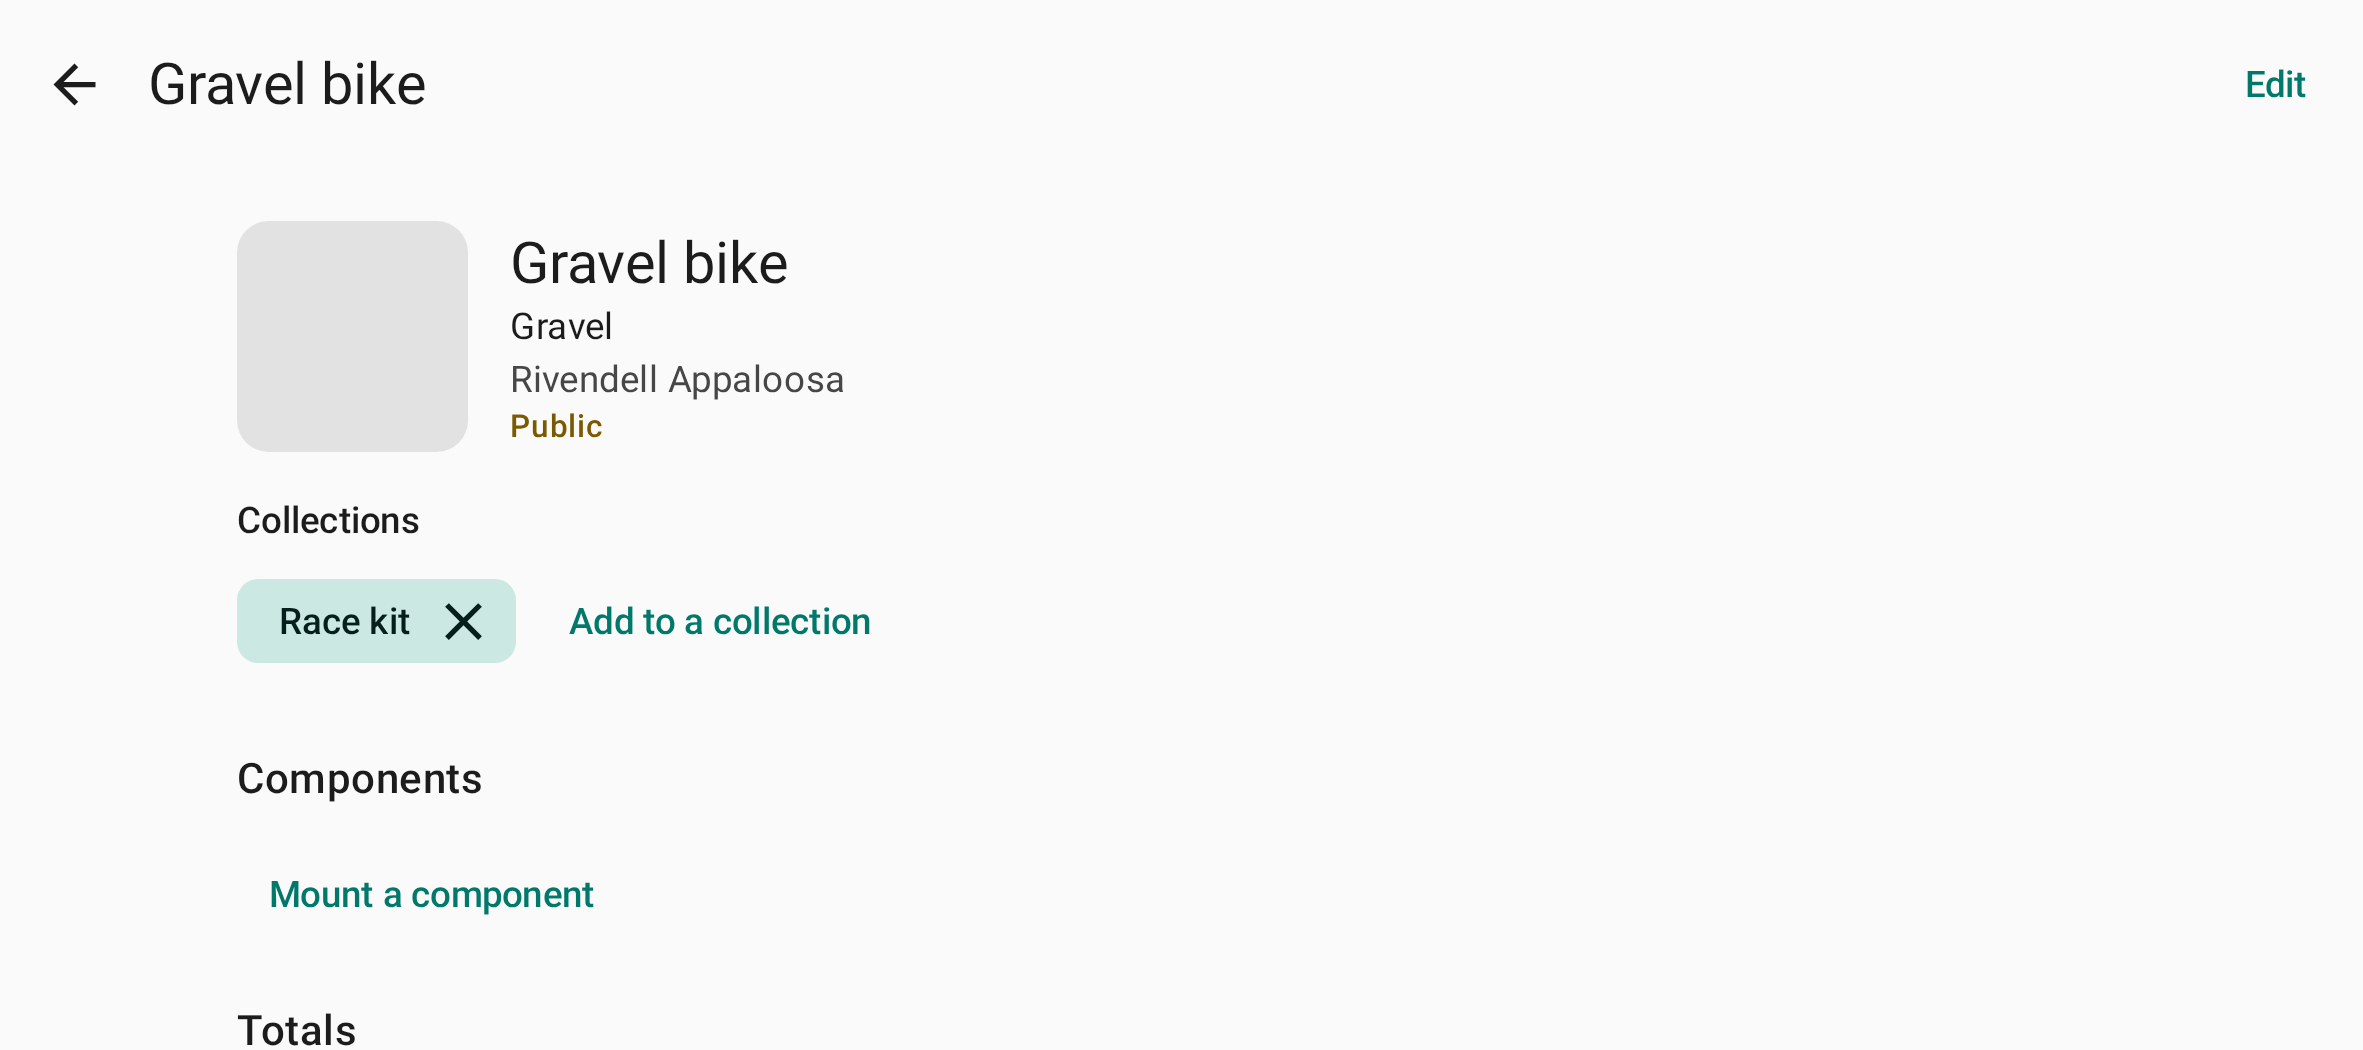 Gravel bike
Edit
Gravel bike
Gravel
Rivendell Appaloosa
Public
Collections
Race kit
Add to a collection
Components
Mount a component
Totals